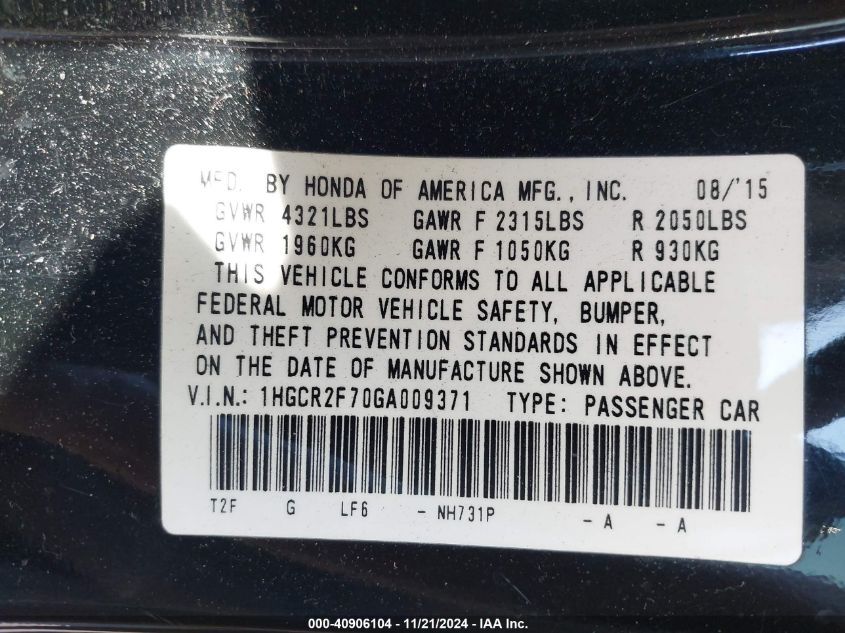 MFD. BY HONDA OF AMERICA MFG., INC. 08/'15
GVWR 4321LBS GAWR F 2315LBS R 2050LBS
GVWR 1960KG GAWR F 1050KG R 930KG
THIS VEHICLE CONFORMS TO ALL APPLICABLE
FEDERAL MOTOR VEHICLE SAFETY, BUMPER,
AND THEFT PREVENTION STANDARDS IN EFFECT
ON THE DATE OF MANUFACTURE SHOWN ABOVE.
V.I.N.: 1HGCR2F70GA009371 TYPE: PASSENGER CAR
T2F G LF6 - NH731P - A - A
000-40906104 - 11/21/2024 - IAA Inc.